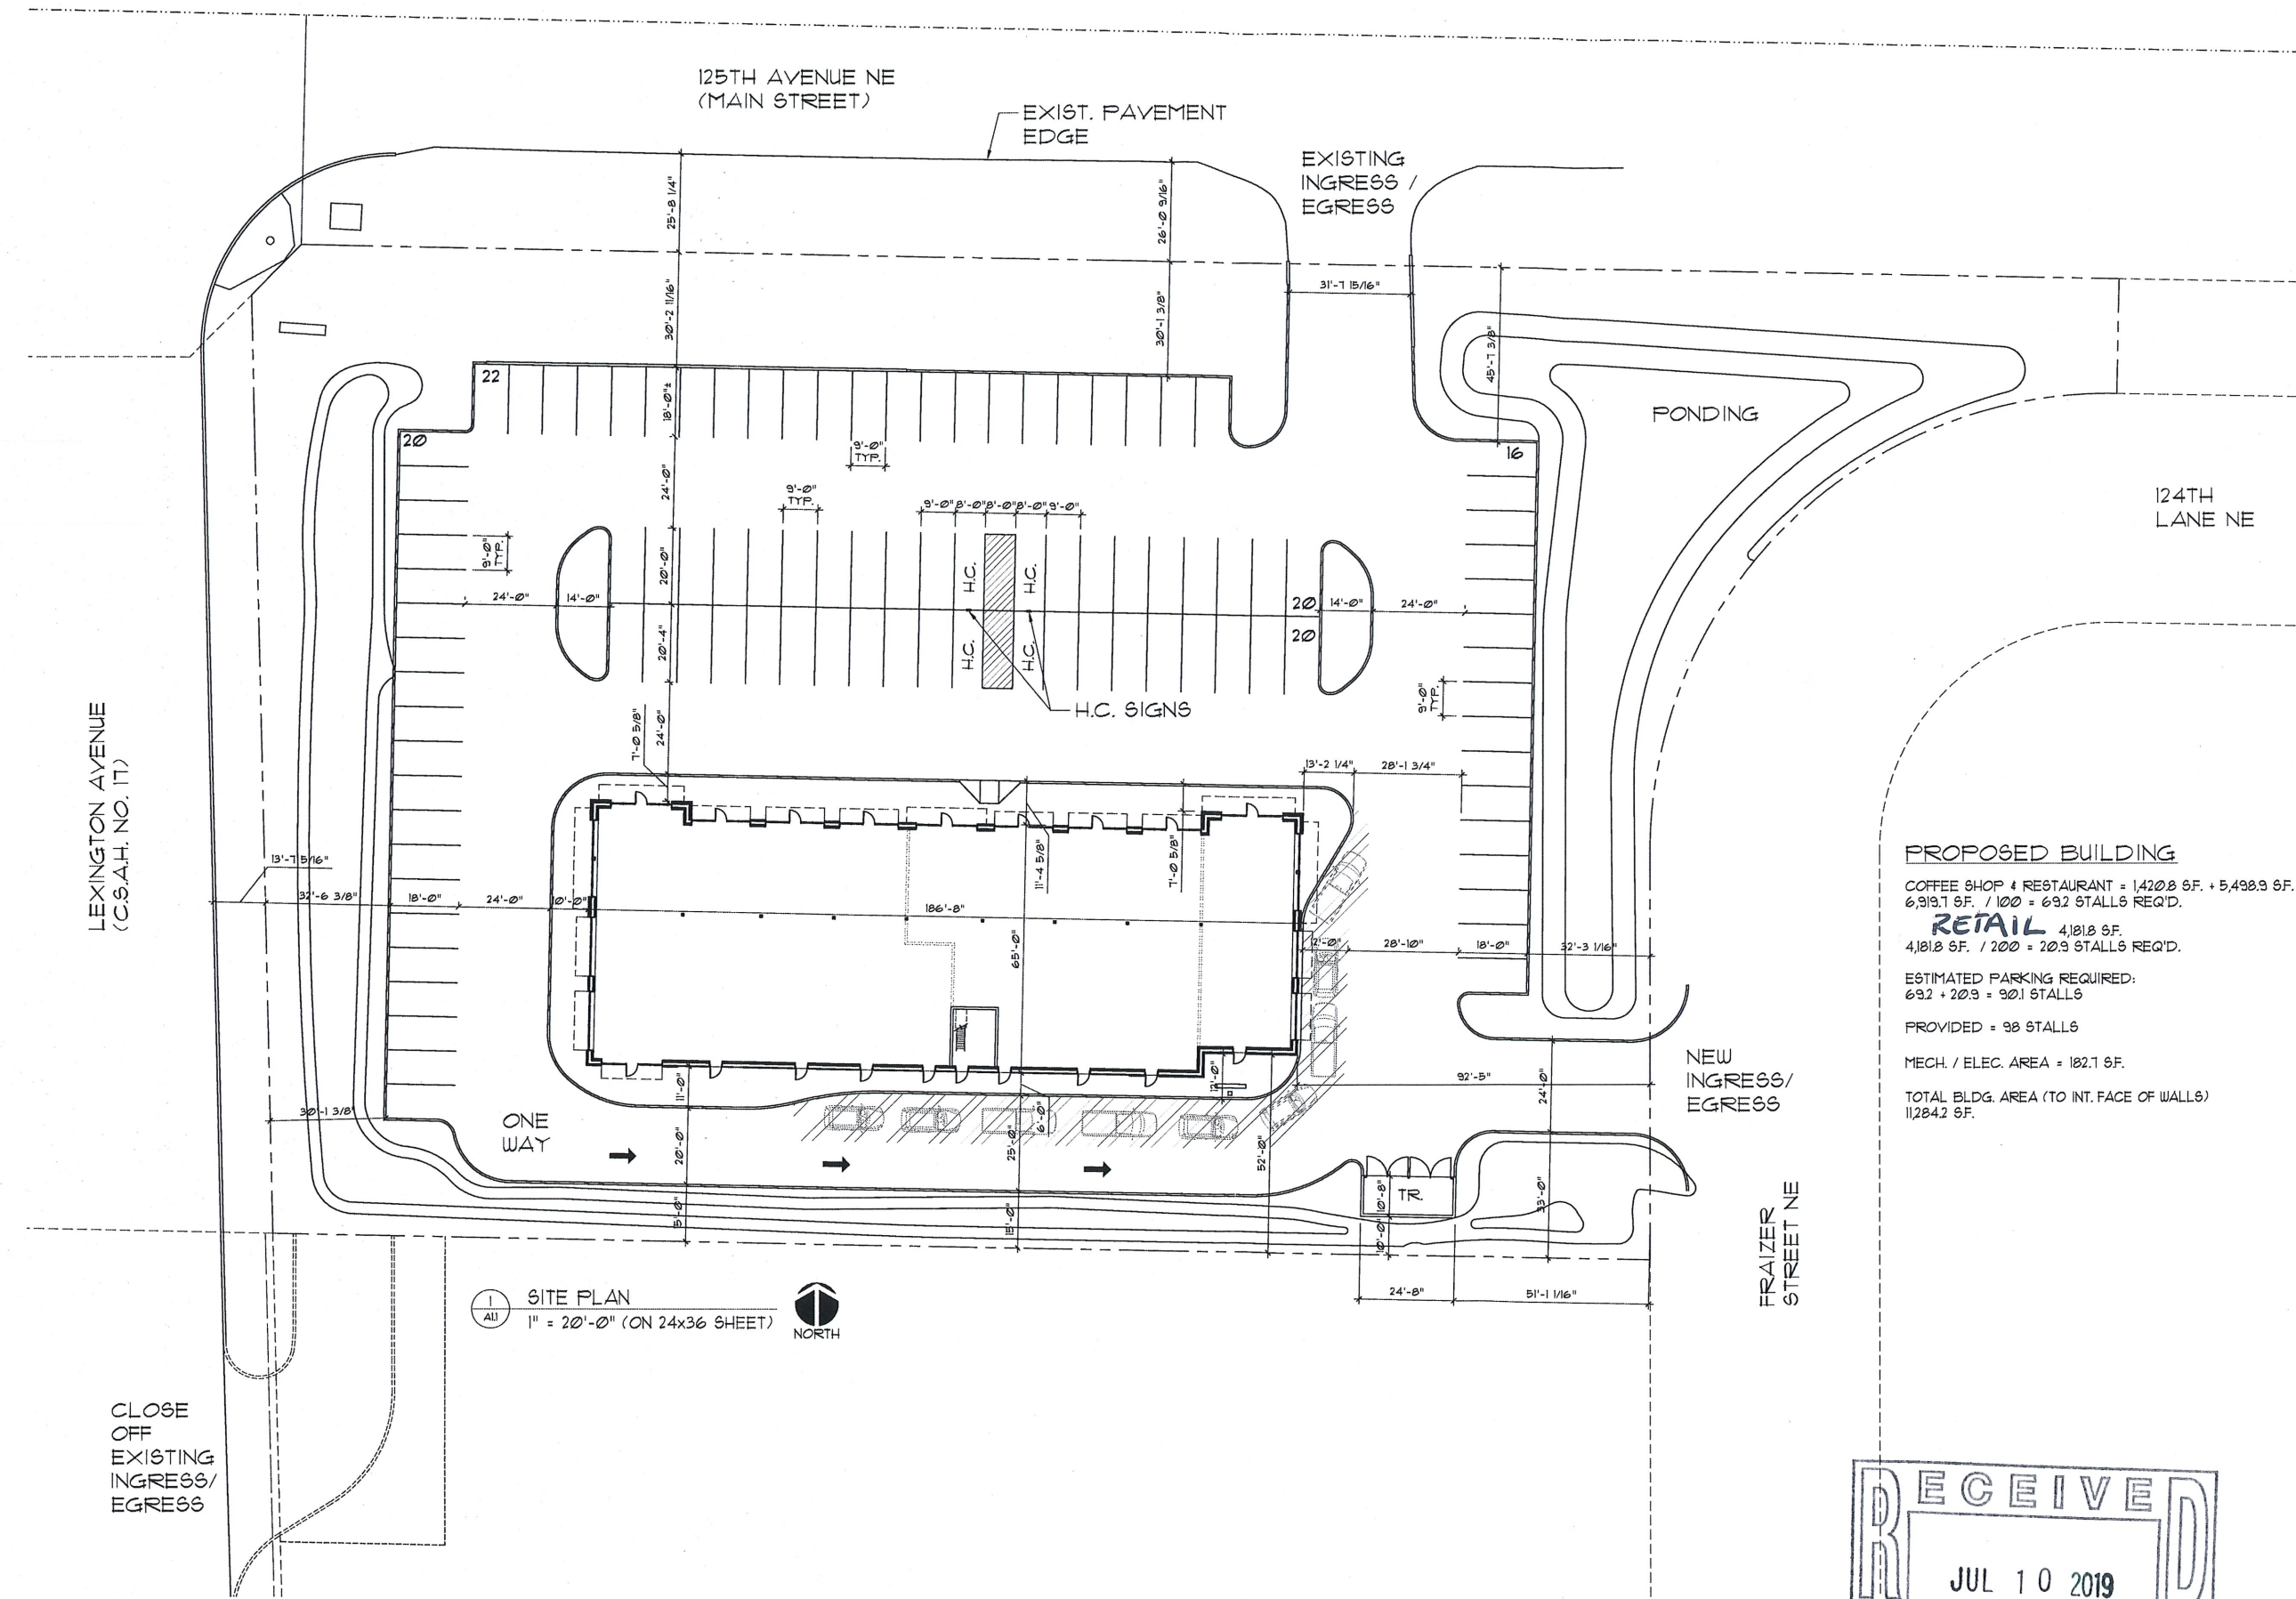 125TH AVENUE NE
(MAIN STREET)
EXIST. PAVEMENT
EDGE
EXISTING
INGRESS /
EGRESS
25'-8 1/4"
26'-0 9/16"
31'-7 15/16"
30'-2 11/16"
30'-1 3/8"
45'-7 3/8"
22
18'-0"±
20
16
PONDING
9'-0"
TYP.
24'-0"
9'-0"
TYP.
9'-0" 8'-0" 8'-0" 8'-0" 9'-0"
124TH
LANE NE
9'-0"
TYP.
20'-0"
H.C.
H.C.
24'-0"
14'-0"
20
14'-0"
24'-0"
20
20'-4"
H.C.
H.C.
9'-0"
TYP.
H.C. SIGNS
7'-0 5/8"
24'-0"
13'-2 1/4"
28'-1 3/4"
LEXINGTON AVENUE
(C.S.A.H. NO. 17)
13'-7 5/16"
11'-4 5/8"
7'-0 5/8"
32'-6 3/8"
18'-0"
24'-0"
10'-0"
186'-8"
65'-0"
12'-0"
28'-10"
18'-0"
32'-3 1/16"
PROPOSED BUILDING
COFFEE SHOP & RESTAURANT = 1,420.8 S.F. + 5,498.9 S.F.
6,919.7 S.F. / 100 = 69.2 STALLS REQ'D.
RETAIL 4,181.8 S.F.
4,181.8 S.F. / 200 = 20.9 STALLS REQ'D.
ESTIMATED PARKING REQUIRED:
69.2 + 20.9 = 90.1 STALLS
PROVIDED = 98 STALLS
MECH. / ELEC. AREA = 182.7 S.F.
TOTAL BLDG. AREA (TO INT. FACE OF WALLS)
11,284.2 S.F.
NEW
INGRESS/
EGRESS
92'-5"
24'-0"
30'-1 3/8"
11'-0"
12'-0"
6'-0"
ONE
WAY
20'-0"
25'-0"
52'-0"
TR.
10'-8"
33'-0"
15'-0"
15'-0"
10'-0"
24'-8"
51'-1 1/16"
FRAIZER
STREET NE
1
A1.1
SITE PLAN
1" = 20'-0" (ON 24x36 SHEET)
NORTH
CLOSE
OFF
EXISTING
INGRESS/
EGRESS
RECEIVED
JUL 10 2019